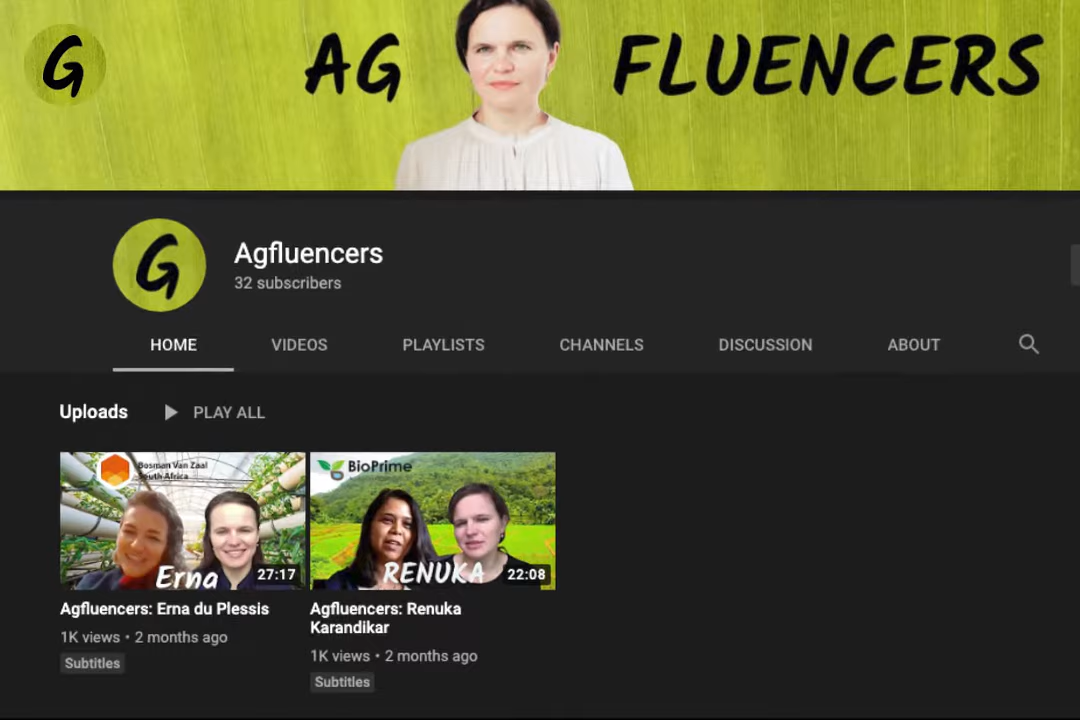 G
AG FLUENCERS
G
Agfluencers
32 subscribers
HOME VIDEOS PLAYLISTS CHANNELS DISCUSSION ABOUT
Uploads PLAY ALL
Bosman Van Zaal
South Africa
Erna
27:17
BioPrime
RENUKA
22:08
Agfluencers: Erna du Plessis
1K views • 2 months ago
Subtitles
Agfluencers: Renuka
Karandikar
1K views • 2 months ago
Subtitles